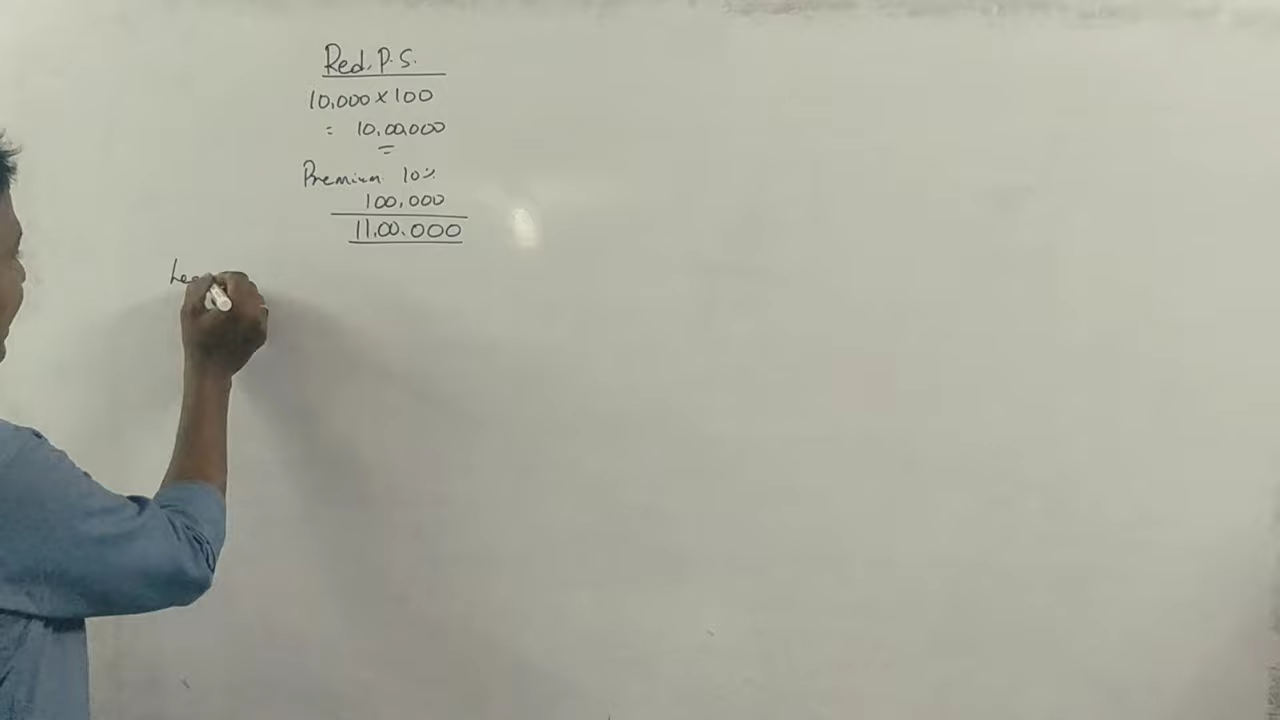 Red. P. S.
10,000 × 100
= 10,00,000
Premium 10%
100,000
11,00,000